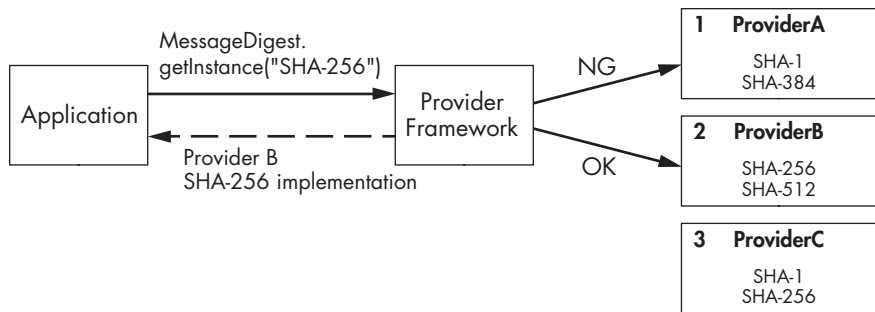 MessageDigest.
getInstance("SHA-256")
Application
Provider
Framework
Provider B
SHA-256 implementation
NG
OK
1 ProviderA
SHA-1
SHA-384
2 ProviderB
SHA-256
SHA-512
3 ProviderC
SHA-1
SHA-256